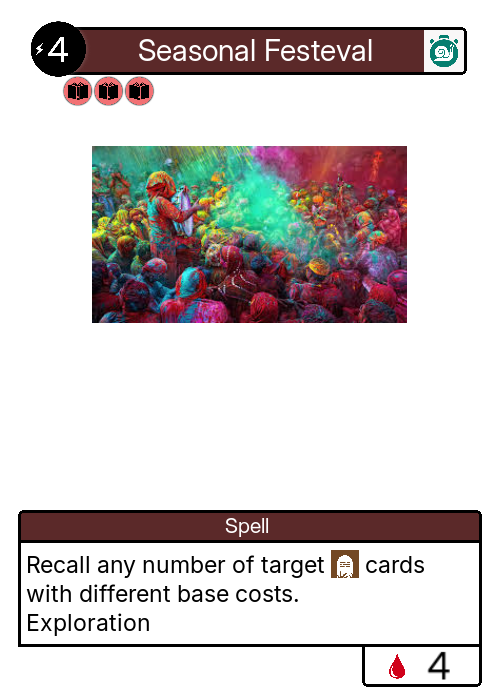 4
Seasonal Festeval
Spell
Recall any number of target cards
with different base costs.
Exploration
4